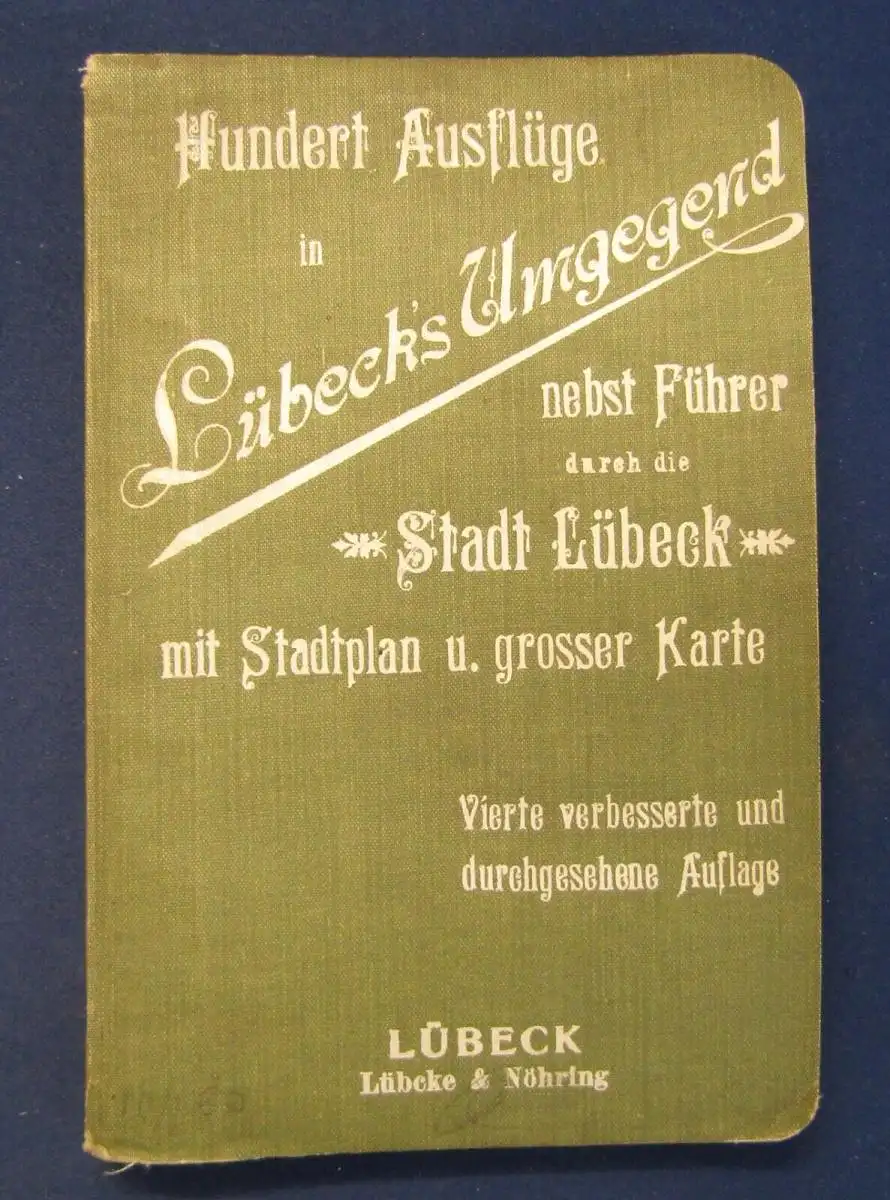 Hundert Ausflüge.
in
Lübeck's Umgegend
nebst Führer
durch die
Stadt Lübeck
mit Stadtplan u. grosser Karte
Vierte verbesserte und
durchgesehene Auflage
LÜBECK
Lübcke & Nöhring